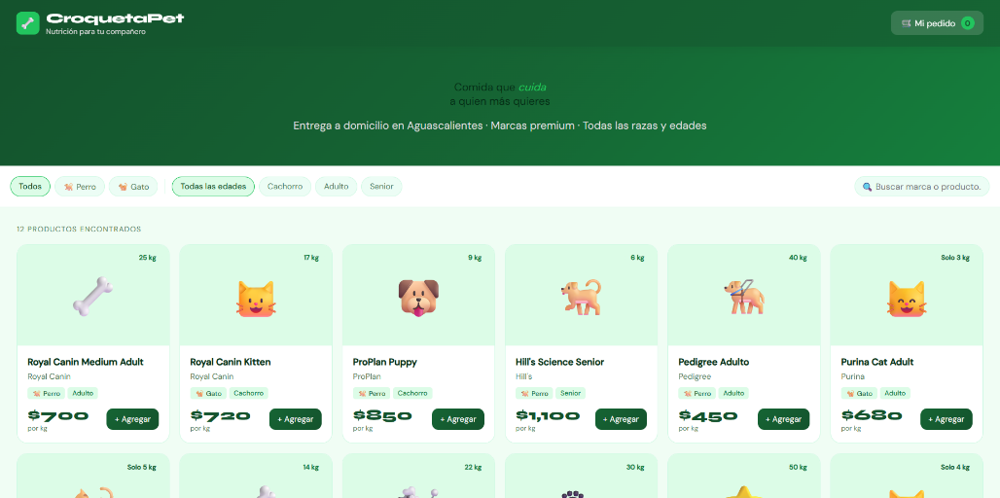 CroquetaPet
Nutrición para tu compañero
Mi pedido 0
Comida que cuida
a quien más quieres
Entrega a domicilio en Aguascalientes · Marcas premium · Todas las razas y edades
Todos Perro Gato Todas las edades Cachorro Adulto Senior Buscar marca o producto.
12 PRODUCTOS ENCONTRADOS
25 kg
Royal Canin Medium Adult
Royal Canin
Perro Adulto
$700
por kg
+ Agregar
17 kg
Royal Canin Kitten
Royal Canin
Gato Cachorro
$720
por kg
+ Agregar
9 kg
ProPlan Puppy
ProPlan
Perro Cachorro
$850
por kg
+ Agregar
6 kg
Hill's Science Senior
Hill's
Perro Senior
$1,100
por kg
+ Agregar
40 kg
Pedigree Adulto
Pedigree
Perro Adulto
$450
por kg
+ Agregar
Solo 3 kg
Purina Cat Adult
Purina
Gato Adulto
$680
por kg
+ Agregar
Solo 5 kg
14 kg
22 kg
30 kg
50 kg
Solo 4 kg